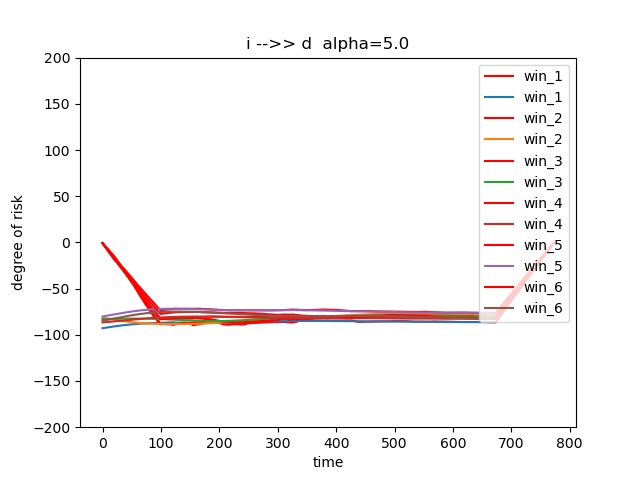 i -->> d  alpha=5.0
200
150
100
50
0
−50
−100
−150
−200
degree of risk
0
100
200
300
400
500
600
700
800
time
win_1
win_1
win_2
win_2
win_3
win_3
win_4
win_4
win_5
win_5
win_6
win_6